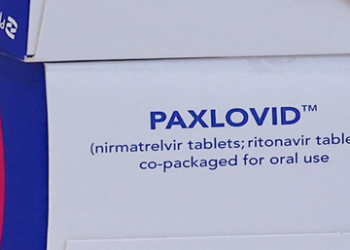 PAXLOVID™
(nirmatrelvir tablets; ritonavir table
co-packaged for oral use